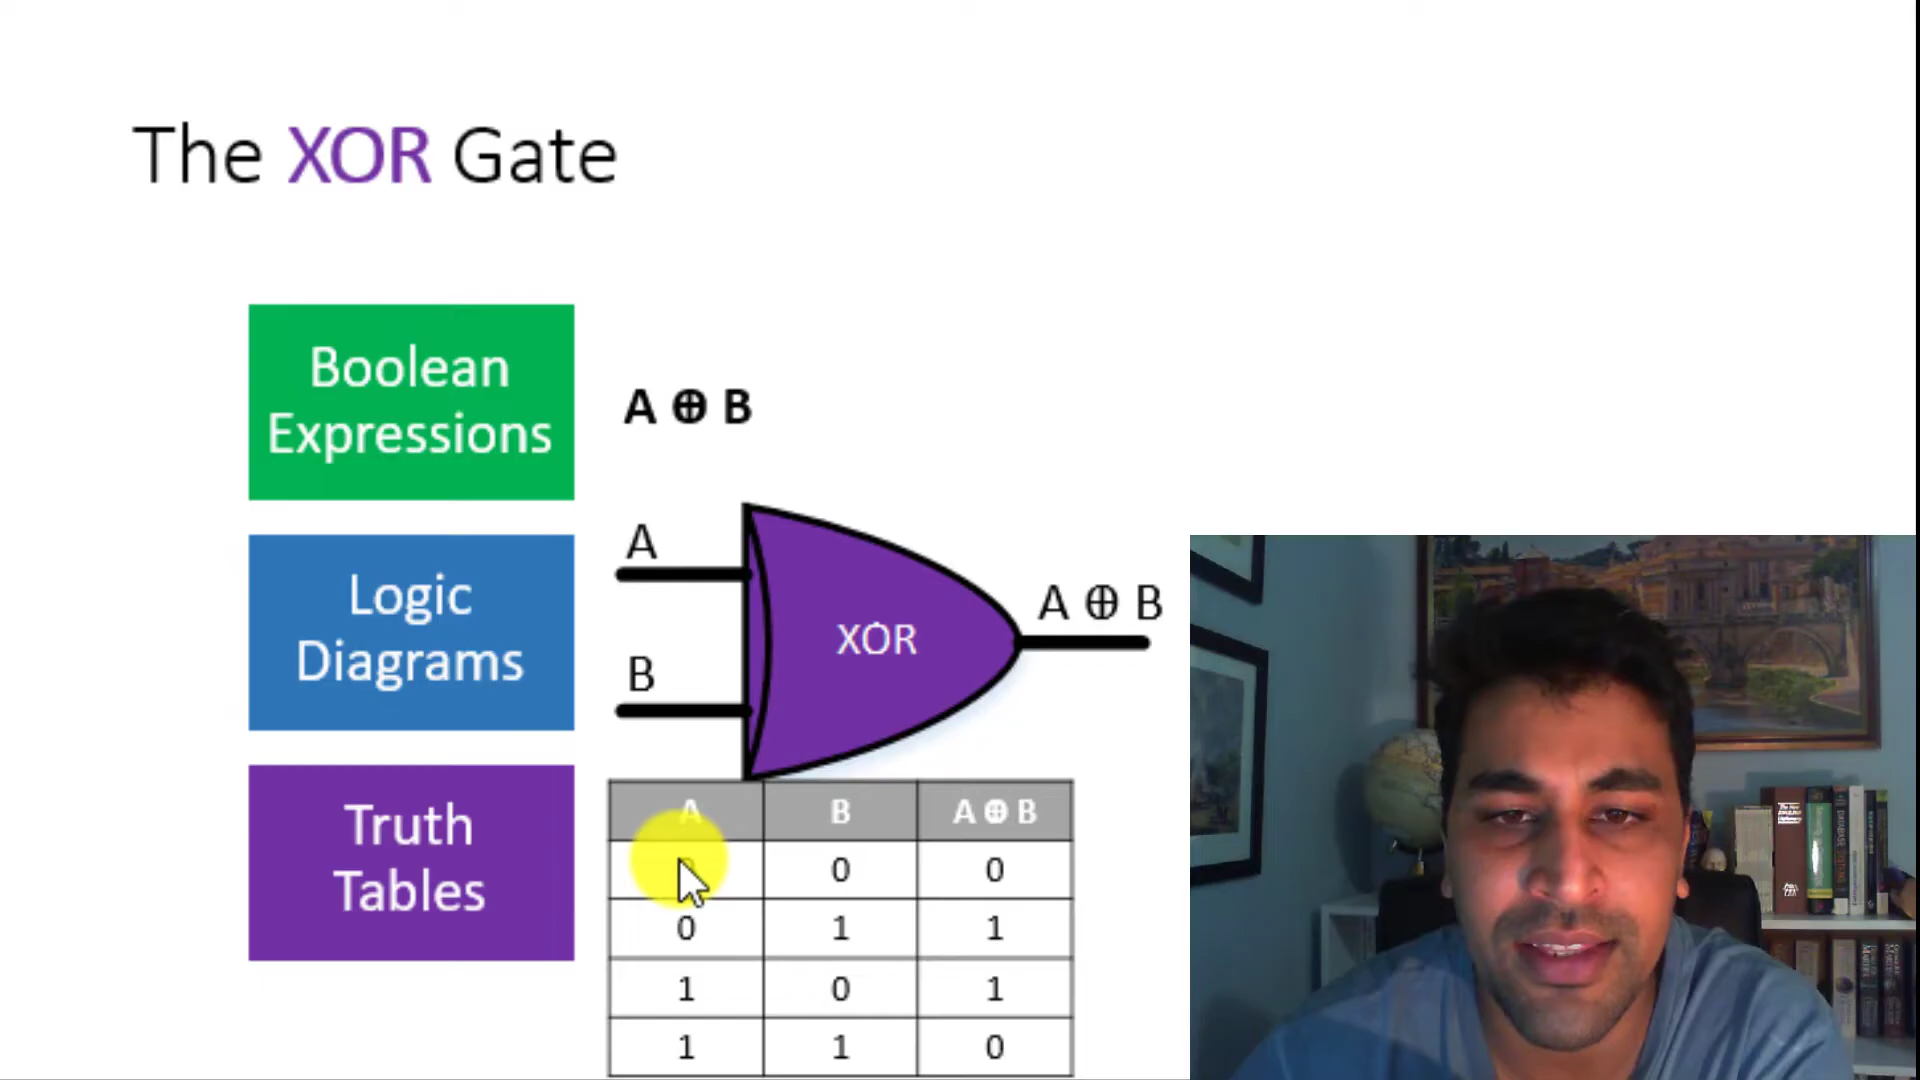 The XOR Gate
Boolean
Expressions
A ⊕ B
Logic
Diagrams
A
B
XOR
A ⊕ B
Truth
Tables
A B A ⊕ B
0 0
0 1 1
1 0 1
1 1 0